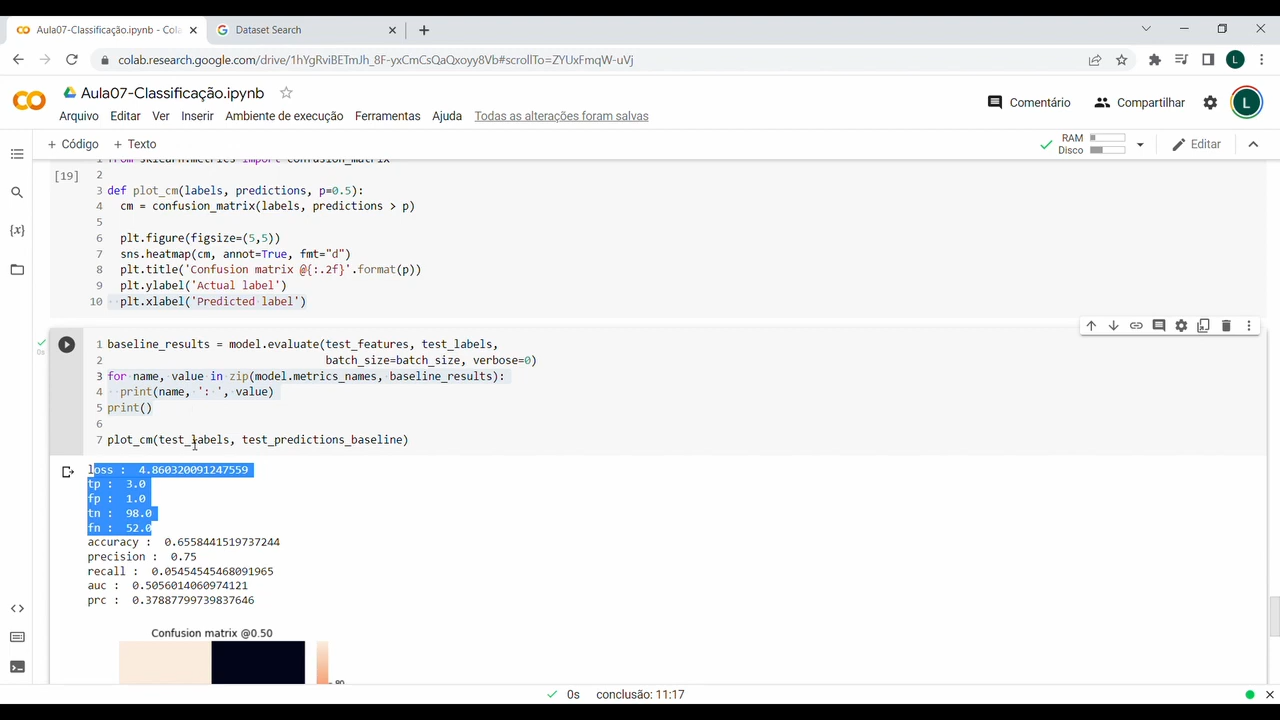 Aula07-Classificação.ipynb - Cola
Dataset Search
colab.research.google.com/drive/1hYgRviBETmJh_8F-yxCmCsQaQxoyy8Vb#scrollTo=ZYUxFmqW-uVj
L
Aula07-Classificação.ipynb
Comentário
Compartilhar
L
Arquivo Editar Ver Inserir Ambiente de execução Ferramentas Ajuda Todas as alterações foram salvas
+ Código + Texto
RAM
Disco
Editar
1 from sklearn.metrics import confusion_matrix
[19] 2
3 def plot_cm(labels, predictions, p=0.5):
4 cm = confusion_matrix(labels, predictions > p)
5
6 plt.figure(figsize=(5,5))
7 sns.heatmap(cm, annot=True, fmt="d")
8 plt.title('Confusion matrix @{:.2f}'.format(p))
9 plt.ylabel('Actual label')
10 plt.xlabel('Predicted label')
1 baseline_results = model.evaluate(test_features, test_labels,
2 batch_size=batch_size, verbose=0)
3 for name, value in zip(model.metrics_names, baseline_results):
4 print(name, ': ', value)
5 print()
6
7 plot_cm(test_labels, test_predictions_baseline)
0s
loss : 4.860320091247559
tp : 3.0
fp : 1.0
tn : 98.0
fn : 52.0
accuracy : 0.6558441519737244
precision : 0.75
recall : 0.05454545468091965
auc : 0.5056014060974121
prc : 0.37887799739837646
Confusion matrix @0.50
80
0s conclusão: 11:17